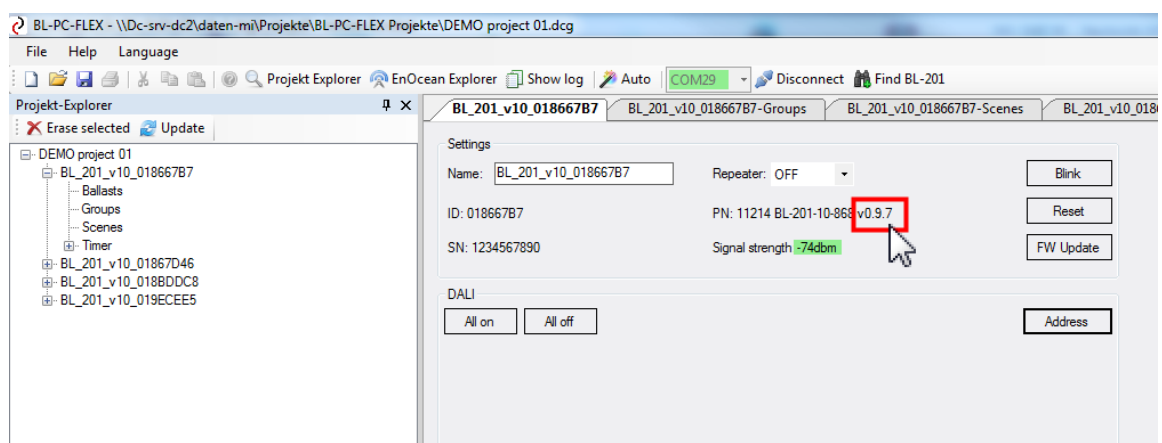 BL-PC-FLEX - \\Dc-srv-dc2\daten-mi\Projekte\BL-PC-FLEX Projekte\DEMO project 01.dcg
File Help Language
Projekt Explorer EnOcean Explorer Show log Auto COM29 Disconnect Find BL-201
Projekt-Explorer
Erase selected Update
DEMO project 01
BL_201_v10_018667B7
Ballasts
Groups
Scenes
Timer
BL_201_v10_01867D46
BL_201_v10_018BDDC8
BL_201_v10_019ECEE5
BL_201_v10_018667B7 BL_201_v10_018667B7-Groups BL_201_v10_018667B7-Scenes BL_201_v10_018
Settings
Name: BL_201_v10_018667B7 Repeater: OFF Blink
ID: 018667B7 PN: 11214 BL-201-10-868 v0.9.7 Reset
SN: 1234567890 Signal strength -74dbm FW Update
DALI
All on All off Address